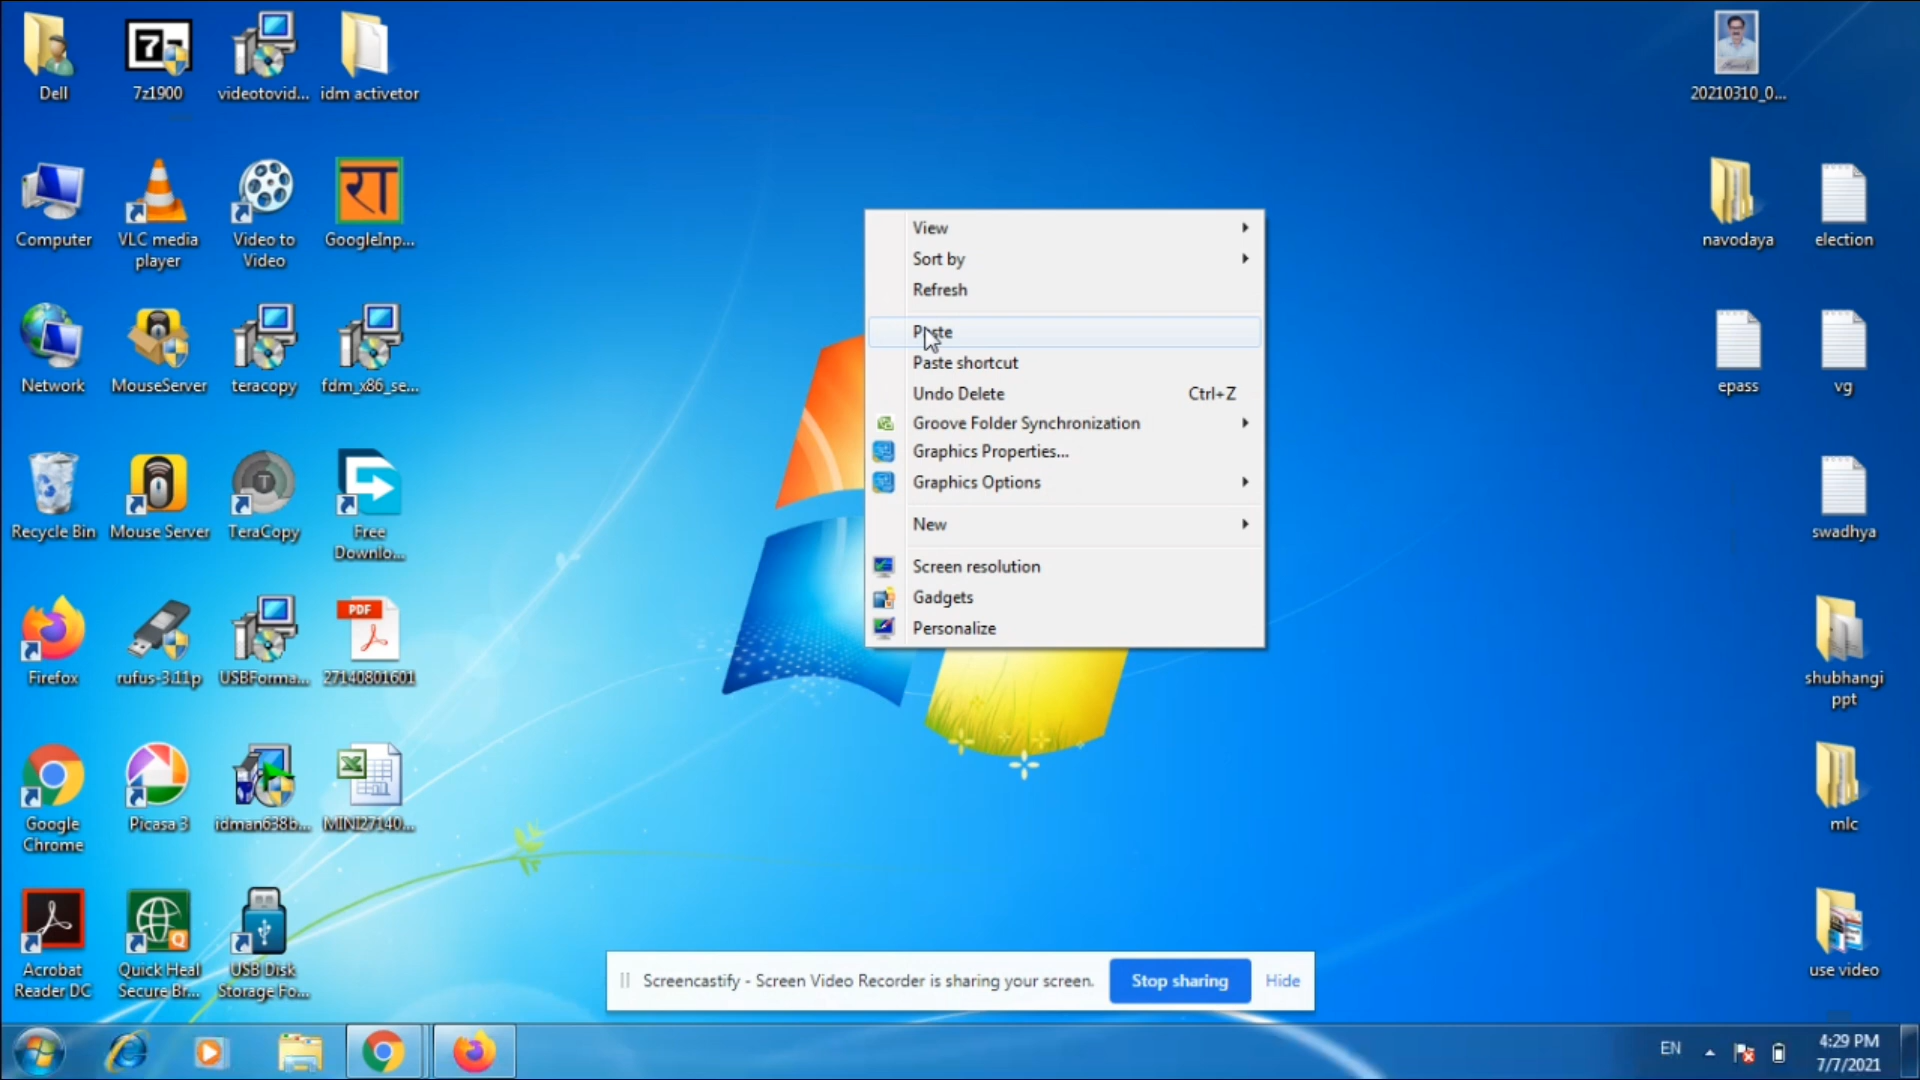 Dell
7z1900
videotovid...
idm activetor
20210310_0...
Computer
VLC media
player
Video to
Video
रा
GoogleInp...
navodaya
election
Network
MouseServer
teracopy
fdm_x86_se...
epass
vg
Recycle Bin
Mouse Server
TeraCopy
Free
Downlo...
swadhya
Firefox
rufus-3.11p
USBForma...
PDF
27140801601
shubhangi
ppt
Google
Chrome
Picasa 3
idman638b...
MINI27140...
mlc
Acrobat
Reader DC
Quick Heal
Secure Br...
USB Disk
Storage Fo...
use video
View
Sort by
Refresh
Paste
Paste shortcut
Undo Delete Ctrl+Z
Groove Folder Synchronization
Graphics Properties...
Graphics Options
New
Screen resolution
Gadgets
Personalize
Screencastify - Screen Video Recorder is sharing your screen. Stop sharing Hide
EN
4:29 PM
7/7/2021